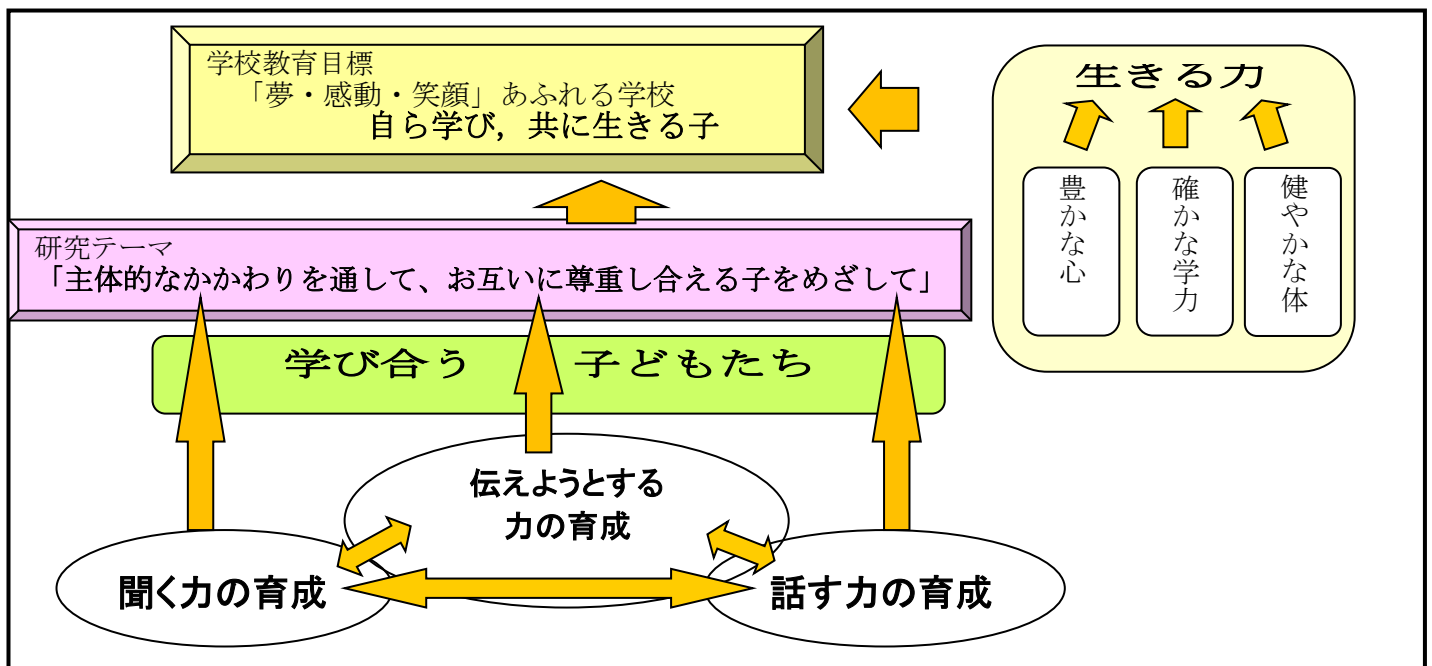 学校教育目標
「夢・感動・笑顔」あふれる学校
自ら学び，共に生きる子
生きる力
豊かな心
確かな学力
健やかな体
研究テーマ
「主体的なかかわりを通して、お互いに尊重し合える子をめざして」
学び合う　子どもたち
伝えようとする
力の育成
聞く力の育成
話す力の育成